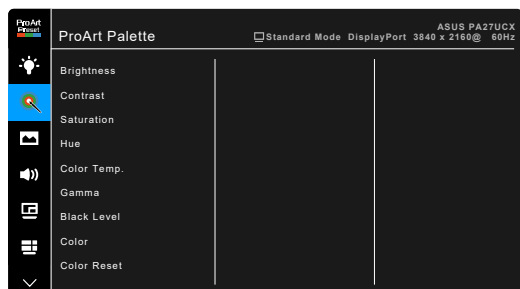 ProArt
Preset
ProArt Palette
ASUS PA27UCX
Standard Mode DisplayPort 3840 x 2160@ 60Hz
Brightness
Contrast
Saturation
Hue
Color Temp.
Gamma
Black Level
Color
Color Reset